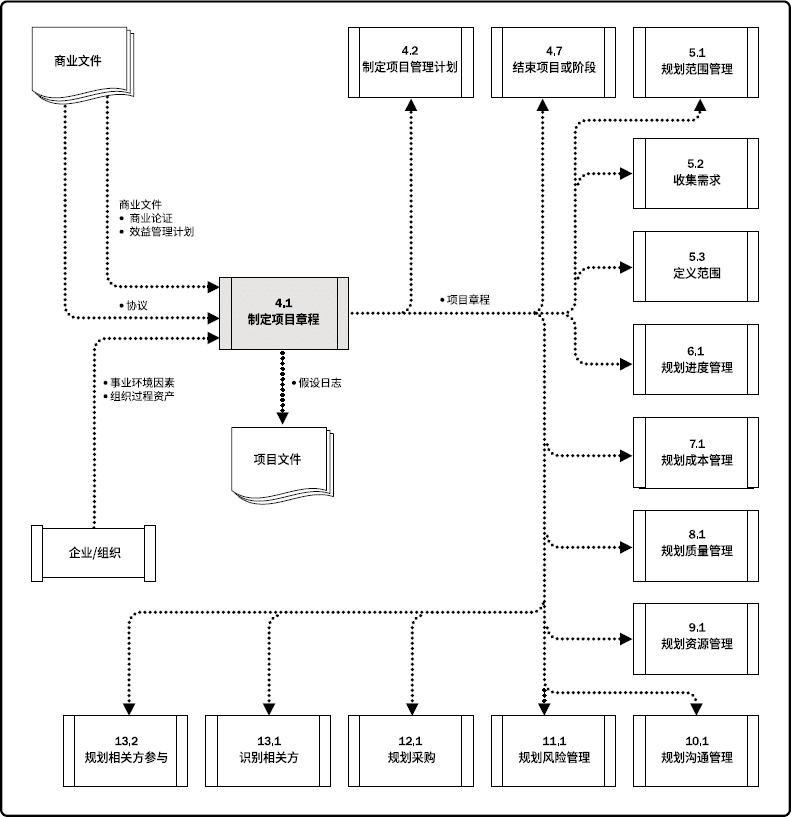 商业文件
4.2
制定项目管理计划
4.7
结束项目或阶段
5.1
规划范围管理
5.2
收集需求
商业文件
• 商业论证
• 效益管理计划
5.3
定义范围
• 协议
4.1
制定项目章程
• 项目章程
6.1
规划进度管理
• 事业环境因素
• 组织过程资产
• 假设日志
7.1
规划成本管理
项目文件
8.1
规划质量管理
企业/组织
9.1
规划资源管理
13.2
规划相关方参与
13.1
识别相关方
12.1
规划采购
11.1
规划风险管理
10.1
规划沟通管理